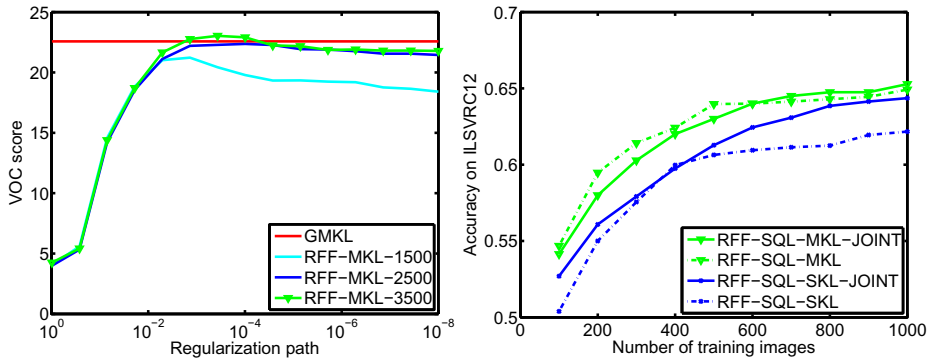 VOC score
25
20
15
10
5
0
10^0
10^−2
10^−4
10^−6
10^−8
Regularization path
GMKL
RFF−MKL−1500
RFF−MKL−2500
RFF−MKL−3500
Accuracy on ILSVRC12
0.65
0.6
0.55
0.5
0
200
400
600
800
1000
Number of training images
RFF−SQL−MKL−JOINT
RFF−SQL−MKL
RFF−SQL−SKL−JOINT
RFF−SQL−SKL